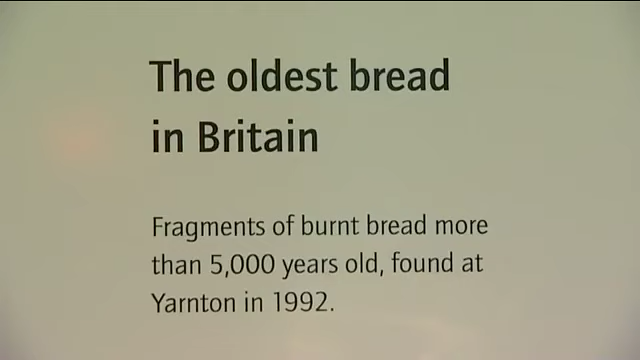 The oldest bread
in Britain
Fragments of burnt bread more
than 5,000 years old, found at
Yarnton in 1992.